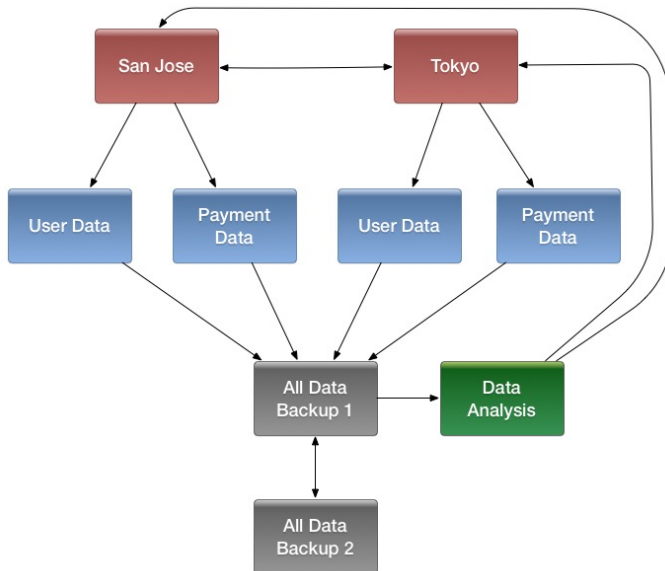 San Jose
Tokyo
User Data
Payment
Data
User Data
Payment
Data
All Data
Backup 1
Data
Analysis
All Data
Backup 2